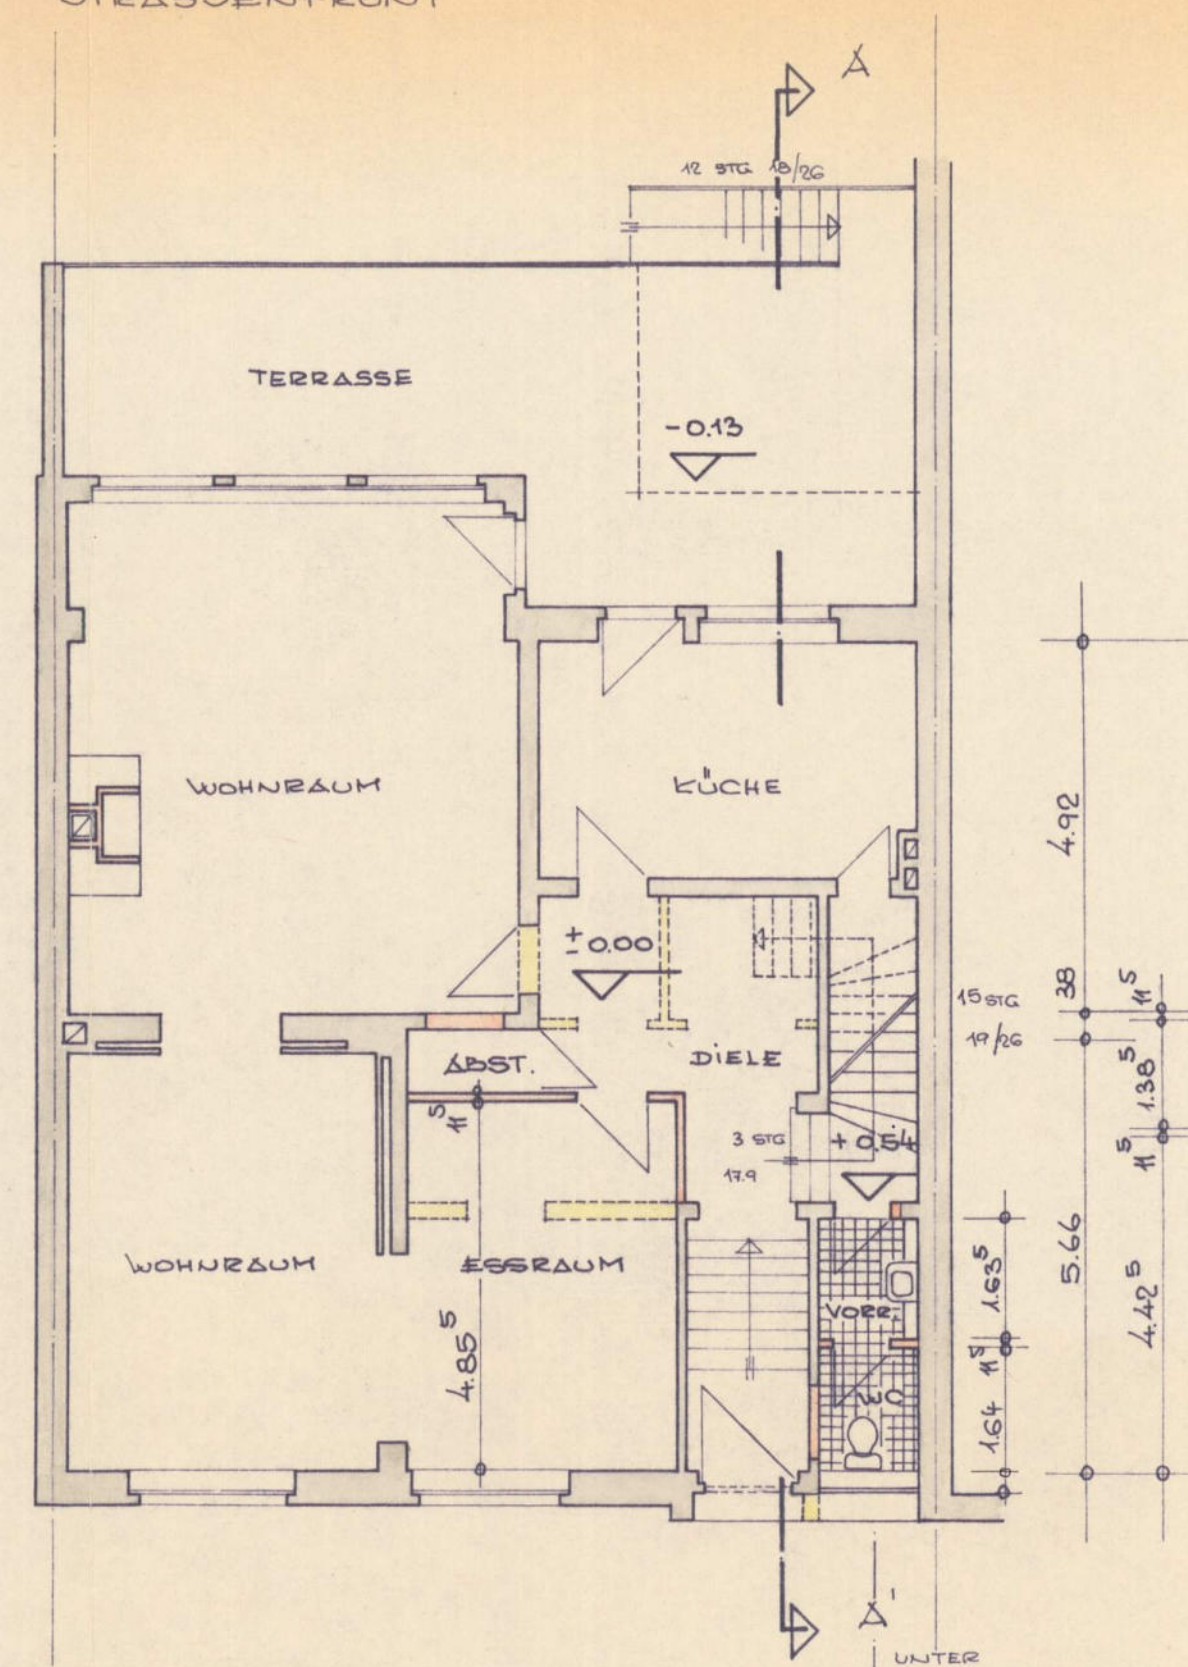 STRASSENFRONT
A
12 STG 18/26
TERRASSE
-0.13
WOHNRAUM
KÜCHE
4.92
± 0.00
15 STG
19/26
38
11⁵
ABST.
DIELE
1.38⁵
11⁵
3 STG
17.9
+ 0.54
11⁵
WOHNRAUM
ESSRAUM
4.85⁵
VORR.
1.63⁵
5.66
4.42⁵
11⁵
1.64
A'
UNTER